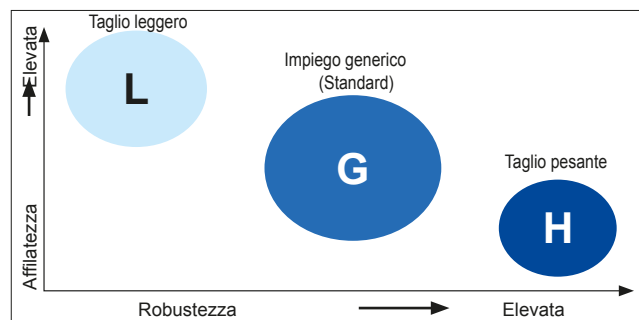 Taglio leggero
L
Impiego generico
(Standard)
G
Taglio pesante
H
Affilatezza
Elevata
Robustezza
Elevata